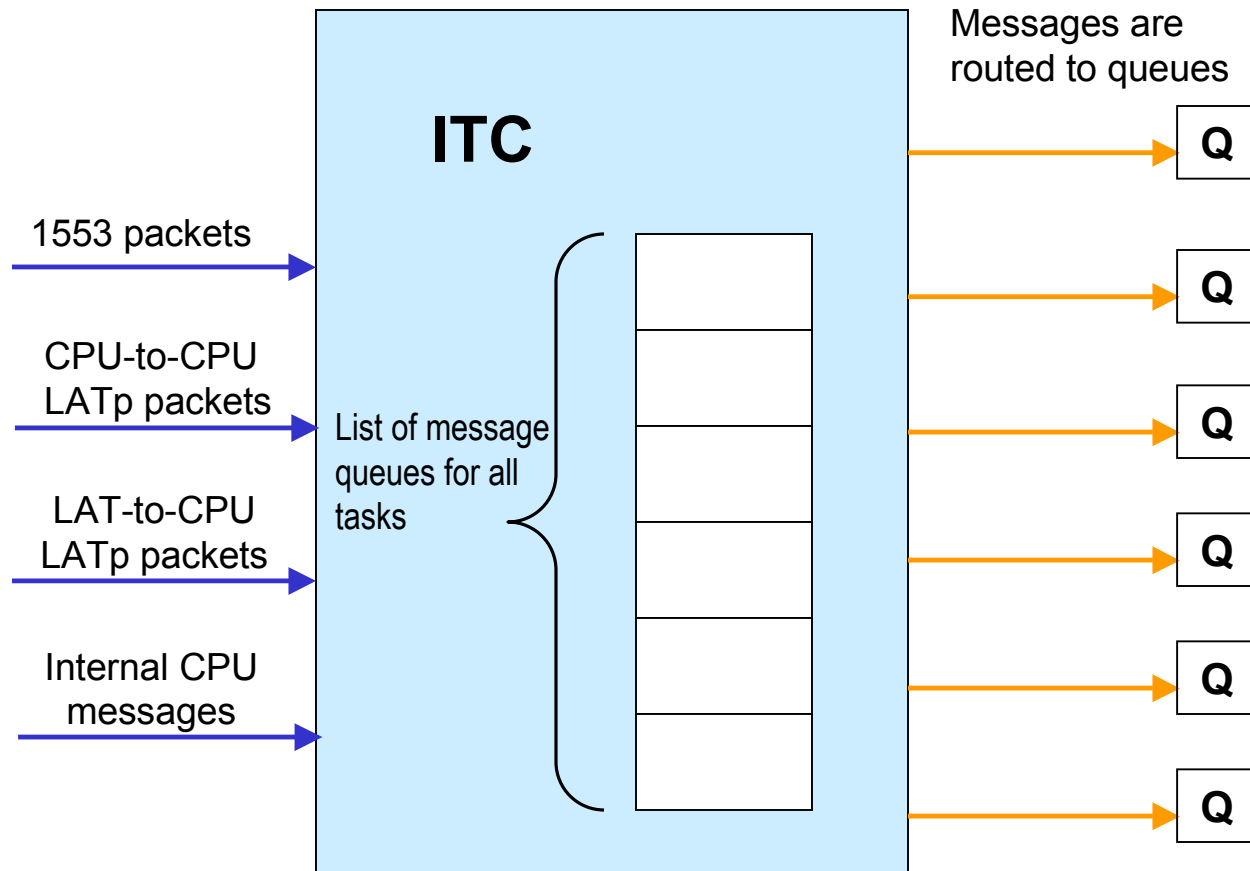 Messages are
routed to queues
ITC
Q
1553 packets
Q
CPU-to-CPU
LATp packets
List of message
queues for all
tasks
Q
LAT-to-CPU
LATp packets
Q
Internal CPU
messages
Q
Q